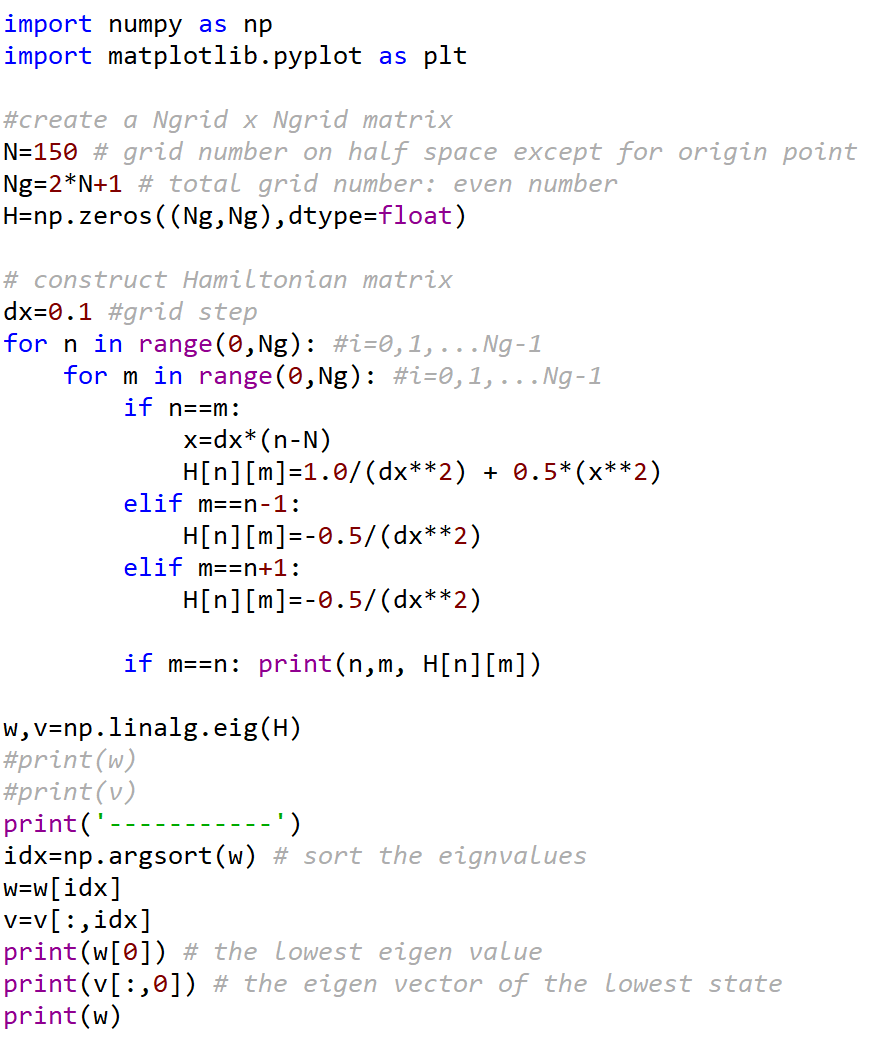 import numpy as np
import matplotlib.pyplot as plt

#create a Ngrid x Ngrid matrix
N=150 # grid number on half space except for origin point
Ng=2*N+1 # total grid number: even number
H=np.zeros((Ng,Ng),dtype=float)

# construct Hamiltonian matrix
dx=0.1 #grid step
for n in range(0,Ng): #i=0,1,...Ng-1
    for m in range(0,Ng): #i=0,1,...Ng-1
        if n==m:
            x=dx*(n-N)
            H[n][m]=1.0/(dx**2) + 0.5*(x**2)
        elif m==n-1:
            H[n][m]=-0.5/(dx**2)
        elif m==n+1:
            H[n][m]=-0.5/(dx**2)

        if m==n: print(n,m, H[n][m])

w,v=np.linalg.eig(H)
#print(w)
#print(v)
print('-----------')
idx=np.argsort(w) # sort the eignvalues
w=w[idx]
v=v[:,idx]
print(w[0]) # the lowest eigen value
print(v[:,0]) # the eigen vector of the lowest state
print(w)